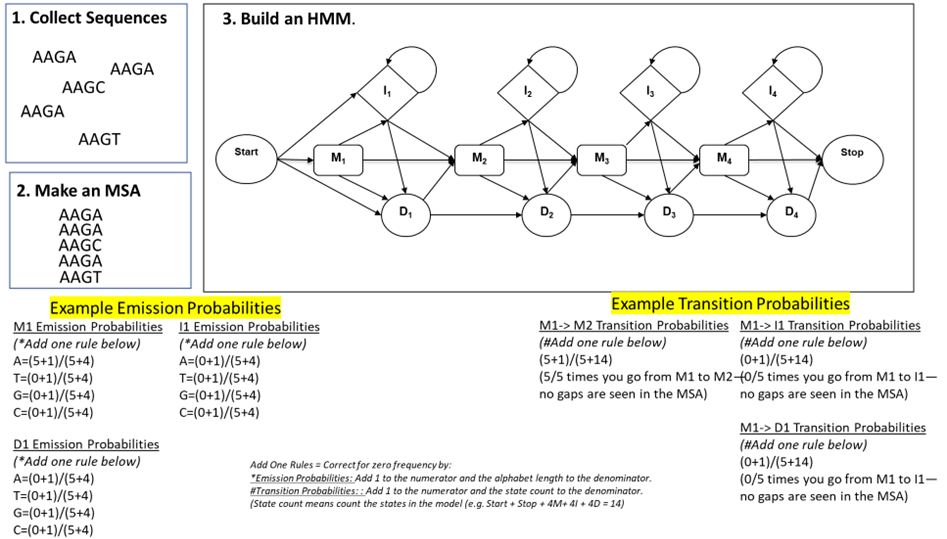 1. Collect Sequences
AAGA
AAGA
AAGC
AAGA
AAGT
2. Make an MSA
AAGA
AAGA
AAGC
AAGA
AAGT
3. Build an HMM.
I1
I2
I3
I4
Start
M1
M2
M3
M4
Stop
D1
D2
D3
D4
Example Emission Probabilities
M1 Emission Probabilities
(*Add one rule below)
A=(5+1)/(5+4)
T=(0+1)/(5+4)
G=(0+1)/(5+4)
C=(0+1)/(5+4)
I1 Emission Probabilities
(*Add one rule below)
A=(0+1)/(5+4)
T=(0+1)/(5+4)
G=(0+1)/(5+4)
C=(0+1)/(5+4)
D1 Emission Probabilities
(*Add one rule below)
A=(0+1)/(5+4)
T=(0+1)/(5+4)
G=(0+1)/(5+4)
C=(0+1)/(5+4)
Add One Rules = Correct for zero frequency by:
*Emission Probabilities: Add 1 to the numerator and the alphabet length to the denominator.
#Transition Probabilities: : Add 1 to the numerator and the state count to the denominator.
(State count means count the states in the model (e.g. Start + Stop + 4M+ 4I + 4D = 14)
Example Transition Probabilities
M1-> M2 Transition Probabilities
(#Add one rule below)
(5+1)/(5+14)
(5/5 times you go from M1 to M2—
no gaps are seen in the MSA)
M1-> I1 Transition Probabilities
(#Add one rule below)
(0+1)/(5+14)
(0/5 times you go from M1 to I1—
no gaps are seen in the MSA)
M1-> D1 Transition Probabilities
(#Add one rule below)
(0+1)/(5+14)
(0/5 times you go from M1 to I1—
no gaps are seen in the MSA)